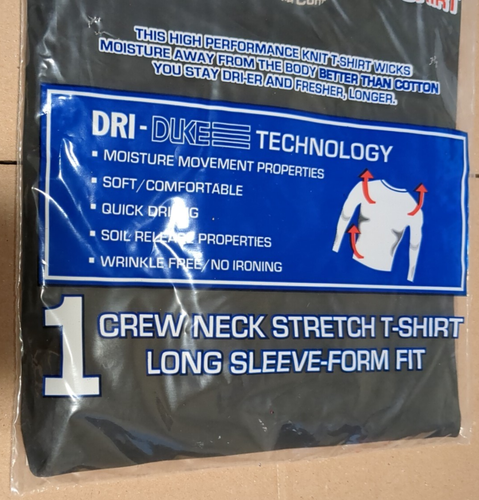 THIS HIGH PERFORMANCE KNIT T-SHIRT WICKS
MOISTURE AWAY FROM THE BODY BETTER THAN COTTON
YOU STAY DRI-ER AND FRESHER, LONGER.
DRI-DUKE TECHNOLOGY
▪ MOISTURE MOVEMENT PROPERTIES
▪ SOFT/COMFORTABLE
▪ QUICK DRYING
▪ SOIL RELEASE PROPERTIES
▪ WRINKLE FREE/NO IRONING
1 CREW NECK STRETCH T-SHIRT
LONG SLEEVE-FORM FIT